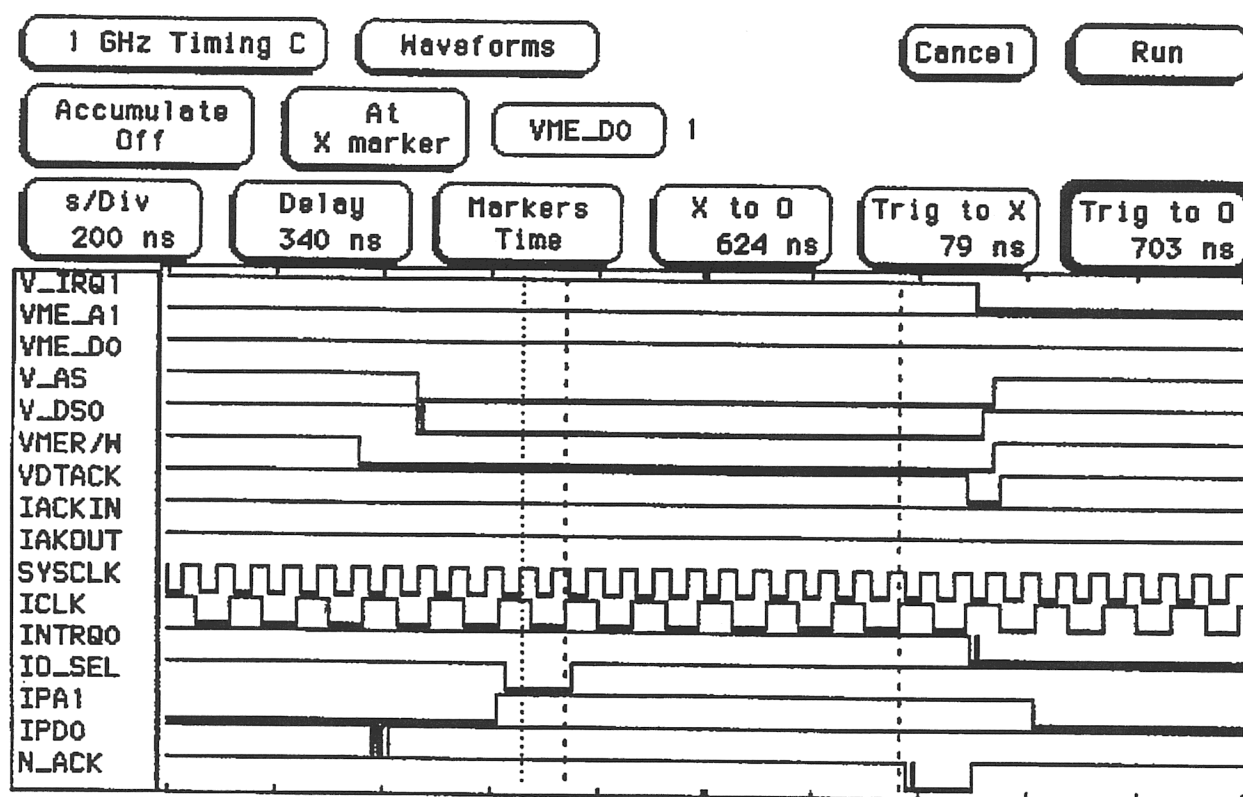 1 GHz Timing C Waveforms Cancel Run
Accumulate
Off
At
X marker
VME_DO 1
s/Div
200 ns
Delay
340 ns
Markers
Time
X to O
624 ns
Trig to X
79 ns
Trig to O
703 ns
V_IRQ1
VME_A1
VME_DO
V_AS
V_DSO
VMER/W
VDTACK
IACKIN
IAKOUT
SYSCLK
ICLK
INTRQO
IO_SEL
IPA1
IPDO
N_ACK